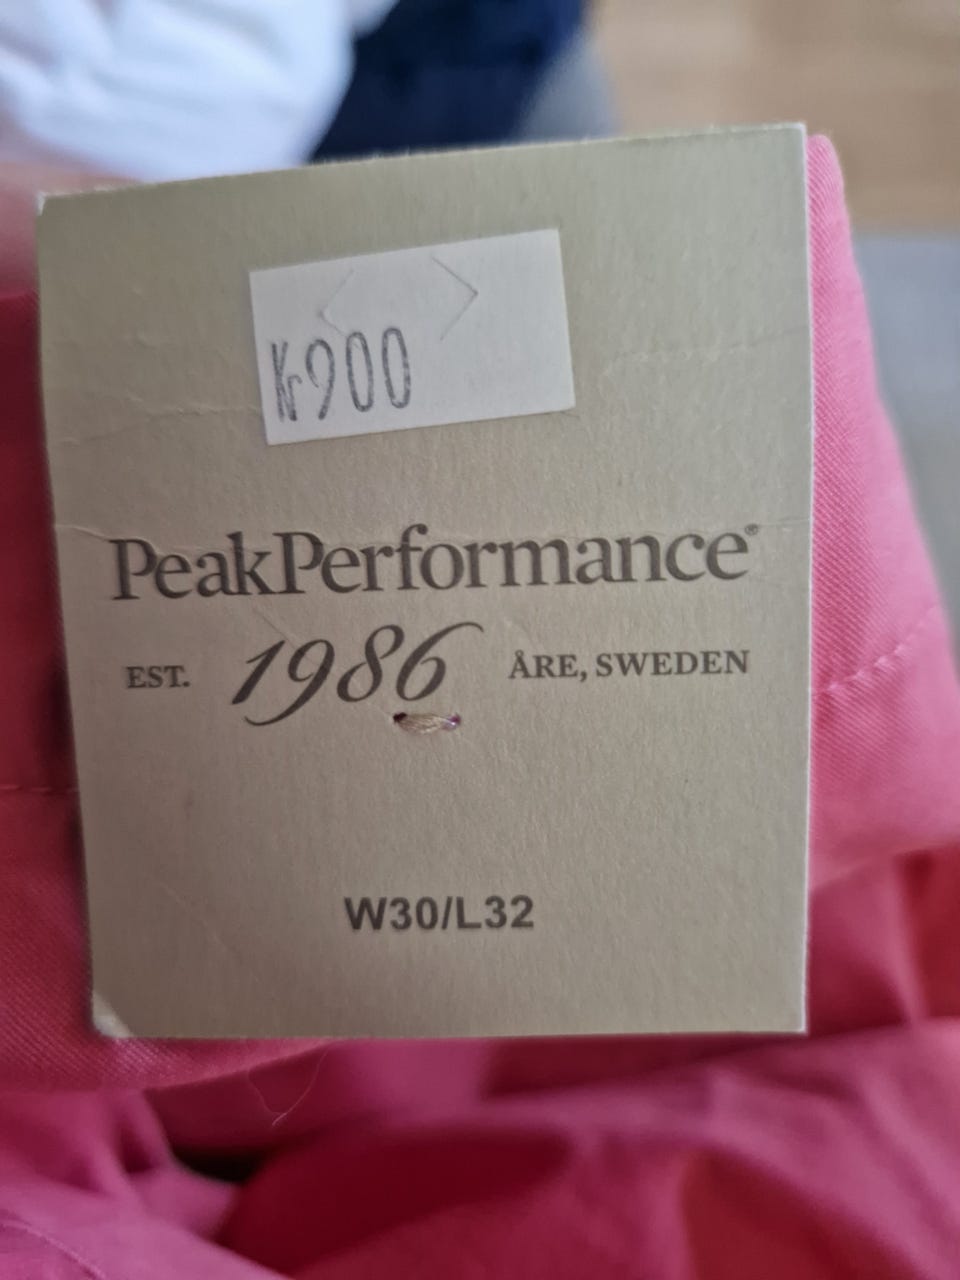 Kr900
PeakPerformance®
EST. 1986 ÅRE, SWEDEN
W30/L32